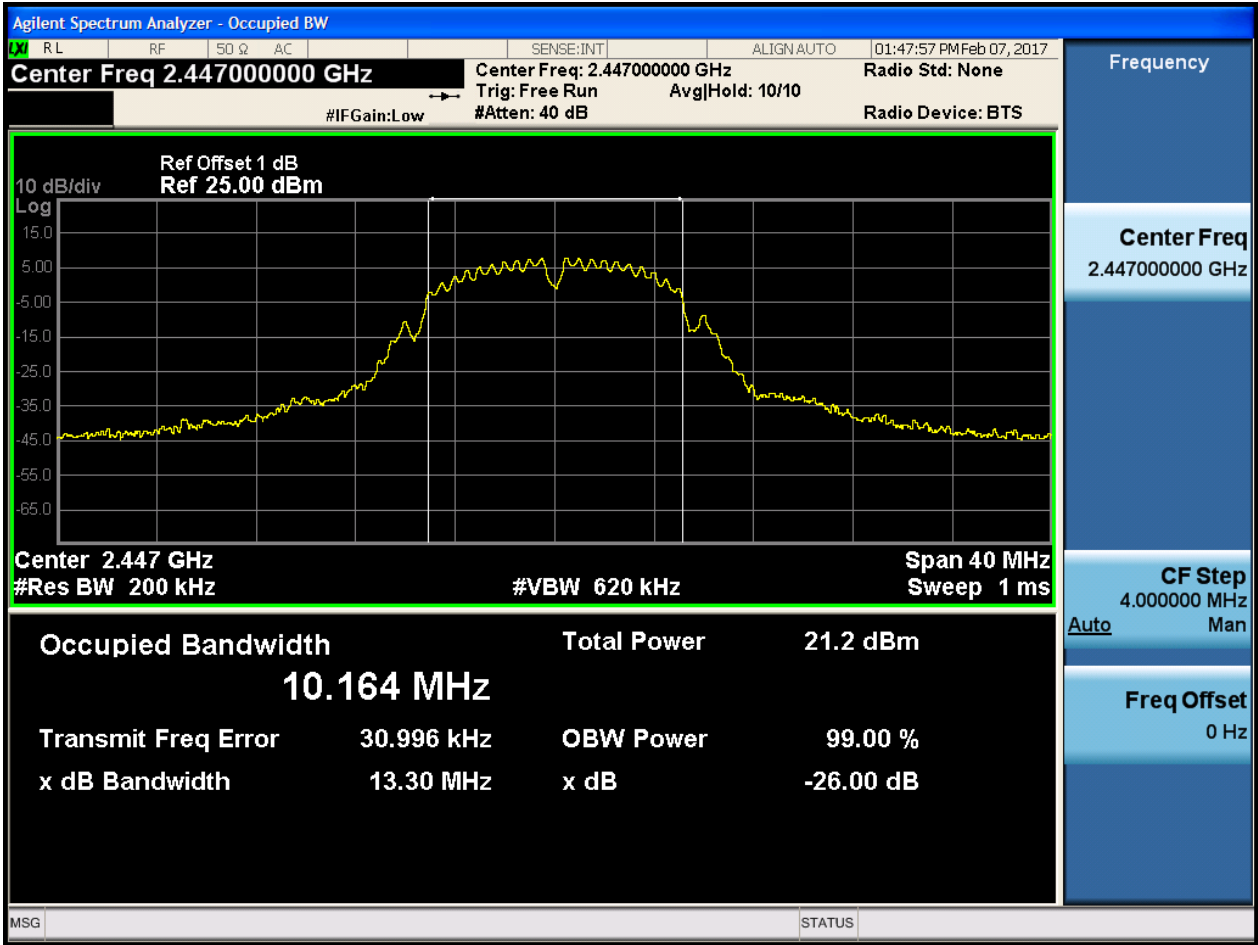 Agilent Spectrum Analyzer - Occupied BW
LXI RL RF 50 Ω AC SENSE:INT ALIGNAUTO 01:47:57 PMFeb 07, 2017
Center Freq 2.447000000 GHz
Center Freq: 2.447000000 GHz Radio Std: None
Trig: Free Run Avg|Hold: 10/10
#IFGain:Low #Atten: 40 dB Radio Device: BTS
Ref Offset 1 dB
10 dB/div Ref 25.00 dBm
Log
15.0
5.00
-5.00
-15.0
-25.0
-35.0
-45.0
-55.0
-65.0
Center 2.447 GHz Span 40 MHz
#Res BW 200 kHz #VBW 620 kHz Sweep 1 ms
Occupied Bandwidth Total Power 21.2 dBm
10.164 MHz
Transmit Freq Error 30.996 kHz OBW Power 99.00 %
x dB Bandwidth 13.30 MHz x dB -26.00 dB
Frequency
Center Freq
2.447000000 GHz
CF Step
4.000000 MHz
Auto Man
Freq Offset
0 Hz
MSG STATUS